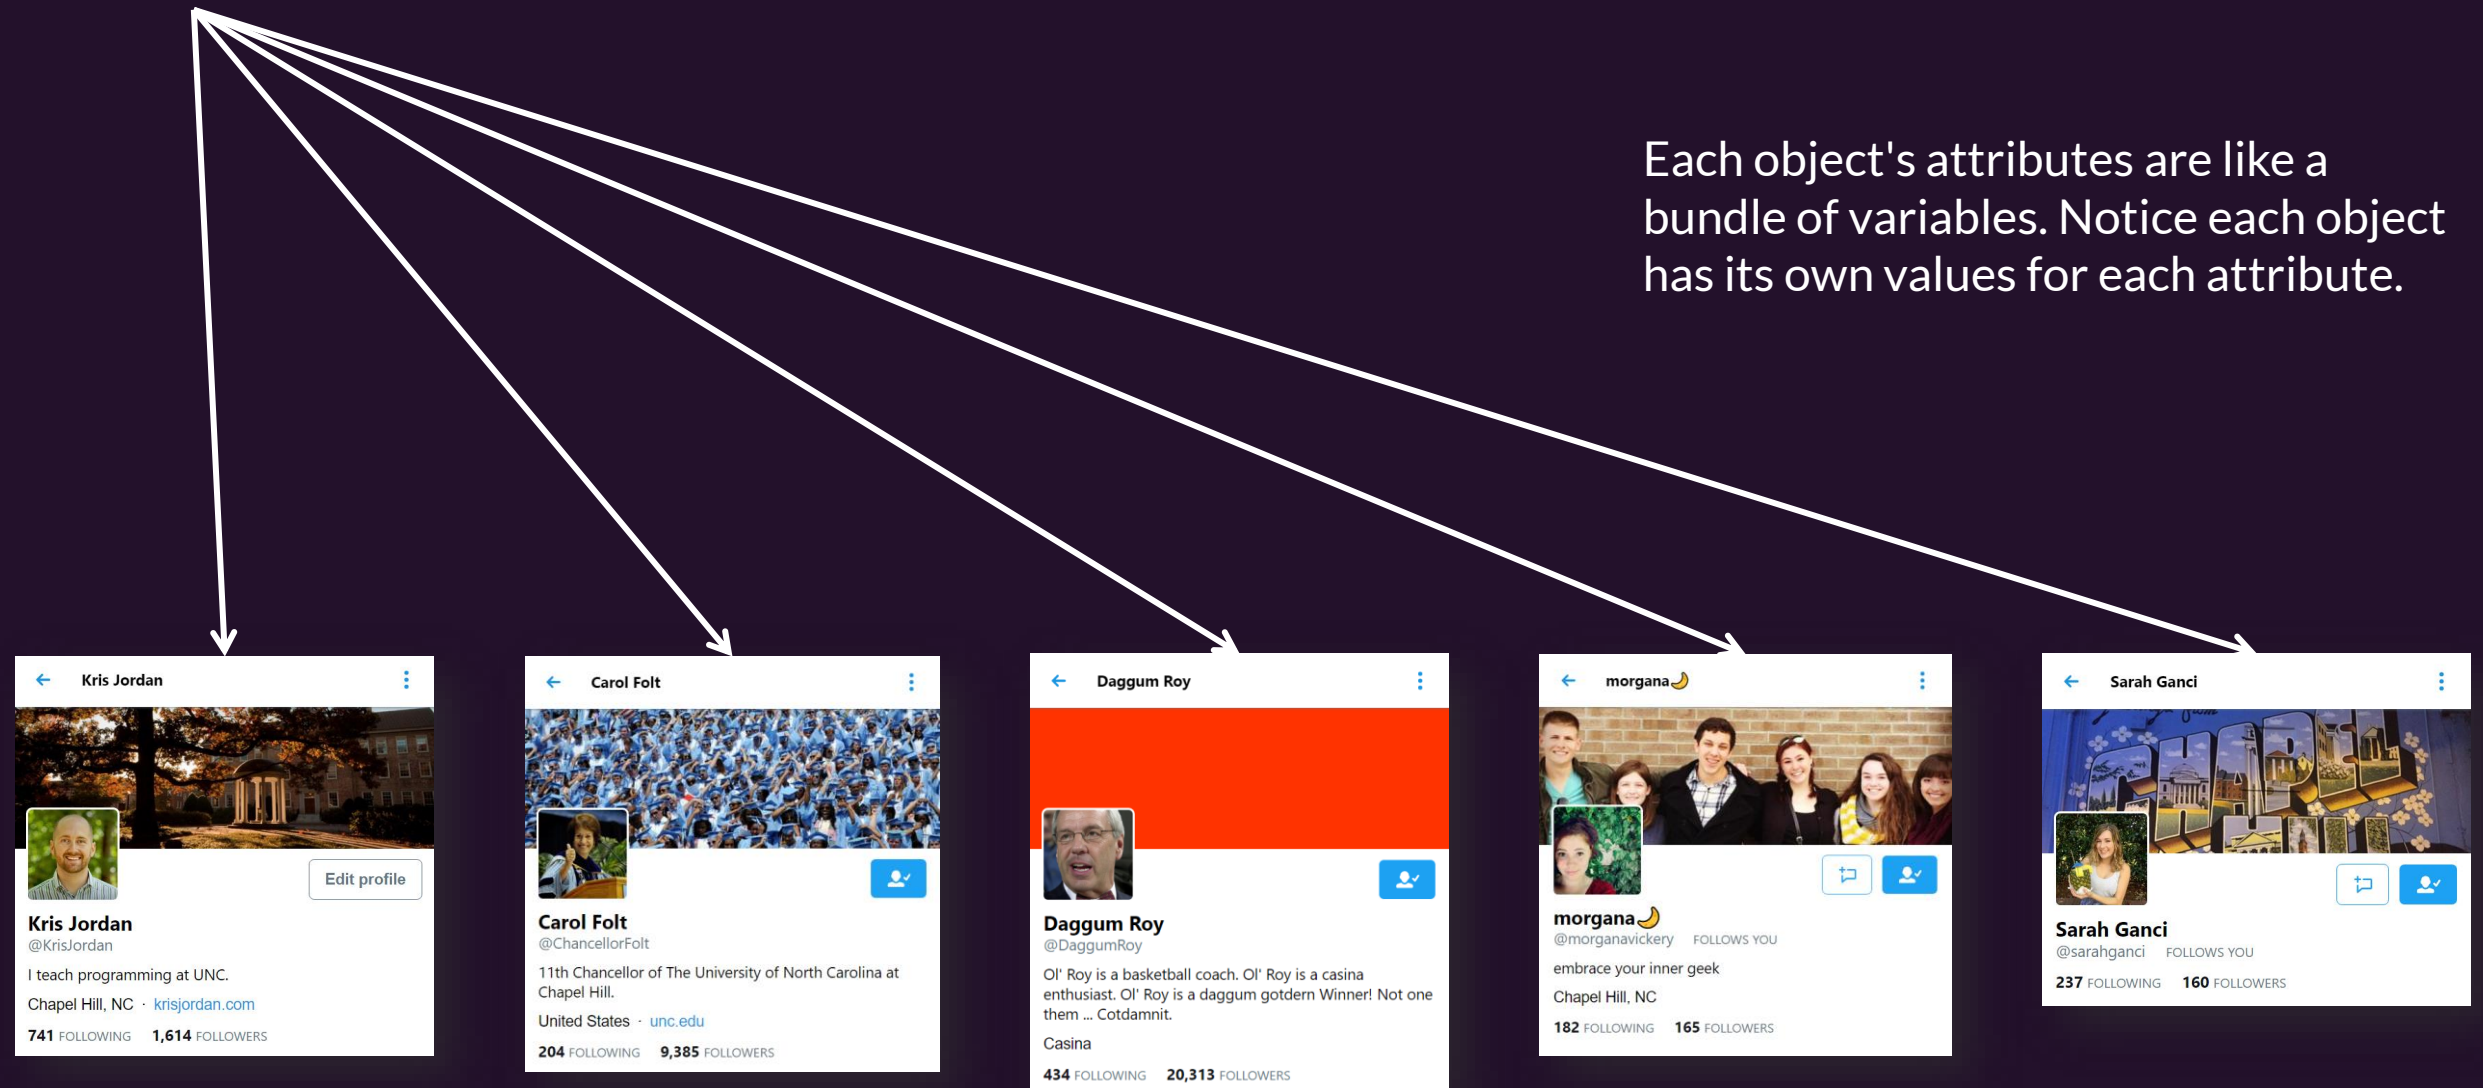 Each object's attributes are like a
bundle of variables. Notice each object
has its own values for each attribute.
Kris Jordan
Edit profile
Kris Jordan
@KrisJordan
I teach programming at UNC.
Chapel Hill, NC · krisjordan.com
741 FOLLOWING 1,614 FOLLOWERS
Carol Folt
Carol Folt
@ChancellorFolt
11th Chancellor of The University of North Carolina at
Chapel Hill.
United States · unc.edu
204 FOLLOWING 9,385 FOLLOWERS
Daggum Roy
Daggum Roy
@DaggumRoy
Ol' Roy is a basketball coach. Ol' Roy is a casina
enthusiast. Ol' Roy is a daggum gotdern Winner! Not one
them ... Cotdamnit.
Casina
434 FOLLOWING 20,313 FOLLOWERS
morgana🌙
morgana🌙
@morganavickery FOLLOWS YOU
embrace your inner geek
Chapel Hill, NC
182 FOLLOWING 165 FOLLOWERS
Sarah Ganci
CHAPEL
Sarah Ganci
@sarahganci FOLLOWS YOU
237 FOLLOWING 160 FOLLOWERS